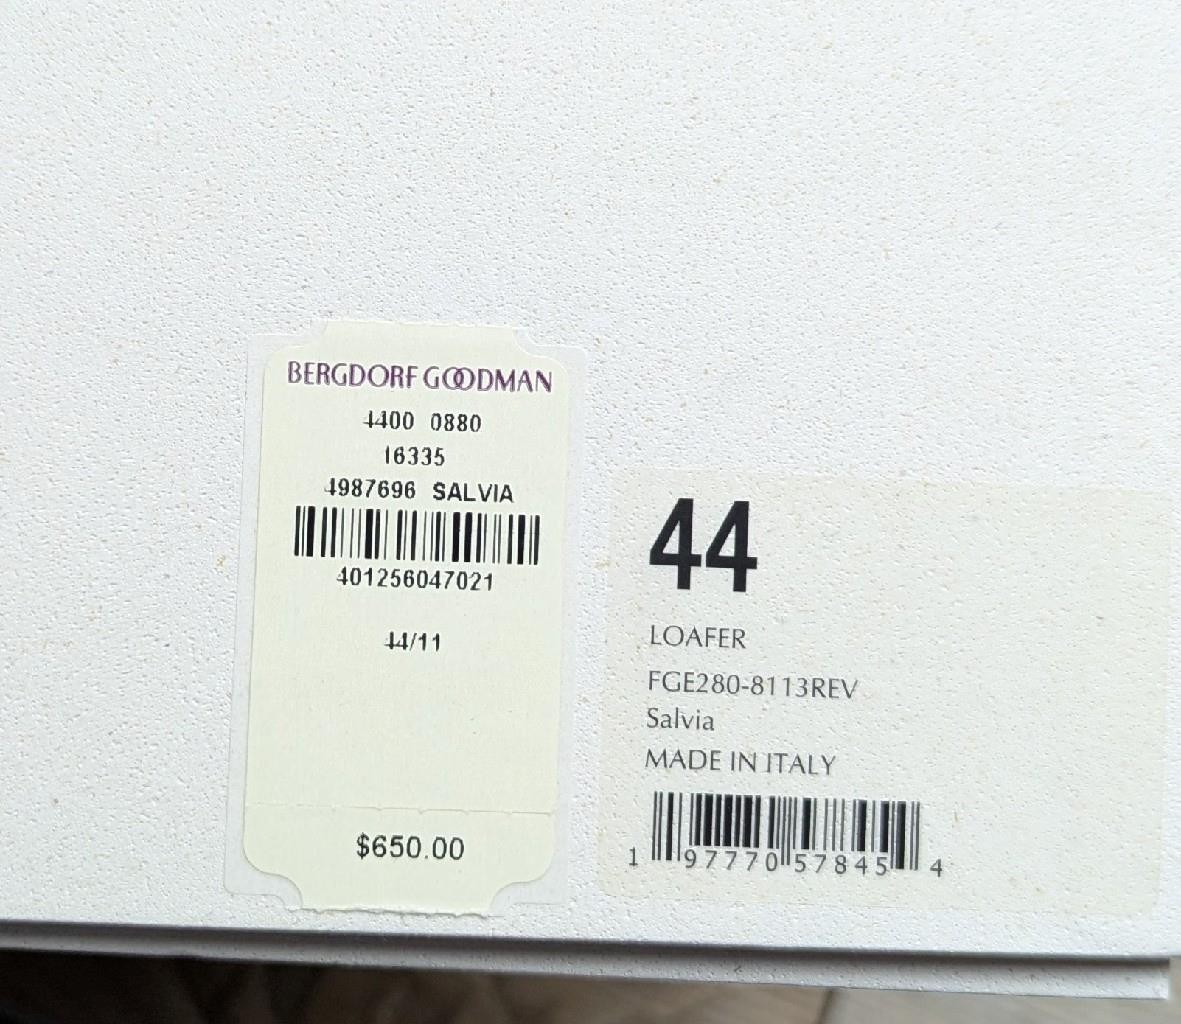 BERGDORF GOODMAN
4400 0880
16335
4987696 SALVIA
401256047021
44/11
$650.00
44
LOAFER
FGE280-8113REV
Salvia
MADE IN ITALY
1 97770 57845 4